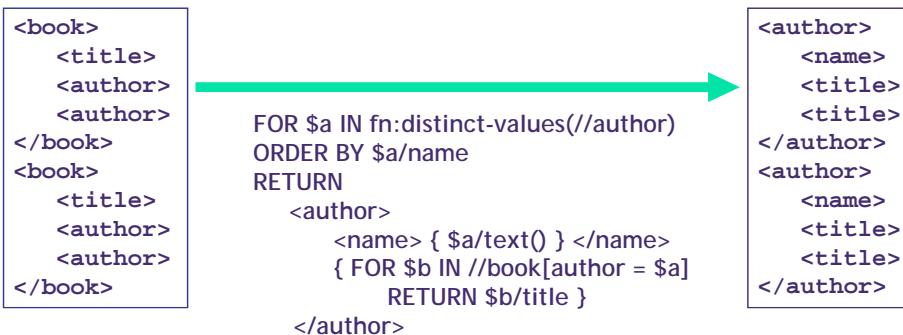 <book>
<title>
<author>
<author>
</book>
<book>
<title>
<author>
<author>
</book>
FOR $a IN fn:distinct-values(//author)
ORDER BY $a/name
RETURN
<author>
<name> { $a/text() } </name>
{ FOR $b IN //book[author = $a]
RETURN $b/title }
</author>
<author>
<name>
<title>
<title>
</author>
<author>
<name>
<title>
<title>
</author>